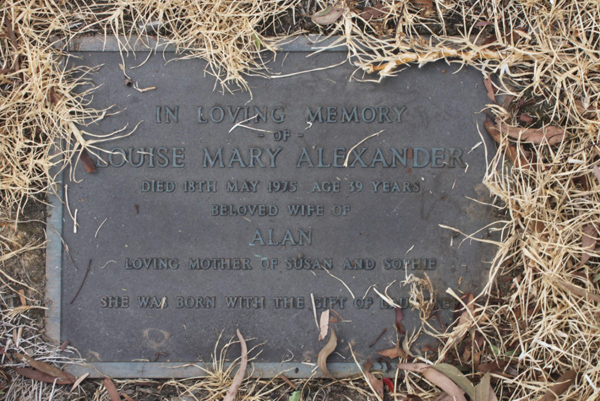 IN LOVING MEMORY
- OF -
LOUISE MARY ALEXANDER
DIED 18TH MAY 1975 AGE 39 YEARS
BELOVED WIFE OF
ALAN
LOVING MOTHER OF SUSAN AND SOPHIE
SHE WAS BORN WITH THE GIFT OF